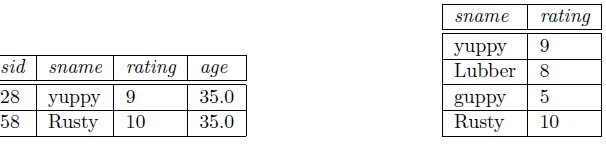 sid sname rating age
28 yuppy 9 35.0
58 Rusty 10 35.0
sname rating
yuppy 9
Lubber 8
guppy 5
Rusty 10